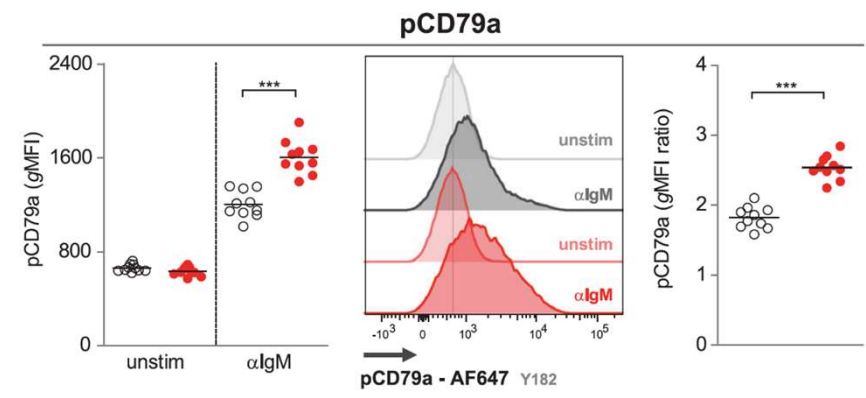 pCD79a
pCD79a (gMFI)
2400
1600
800
0
***
unstim
αIgM
unstim
αIgM
unstim
αIgM
-10³ 0 10³ 10⁴ 10⁵
pCD79a - AF647 Y182
pCD79a (gMFI ratio)
4
3
2
1
0
***